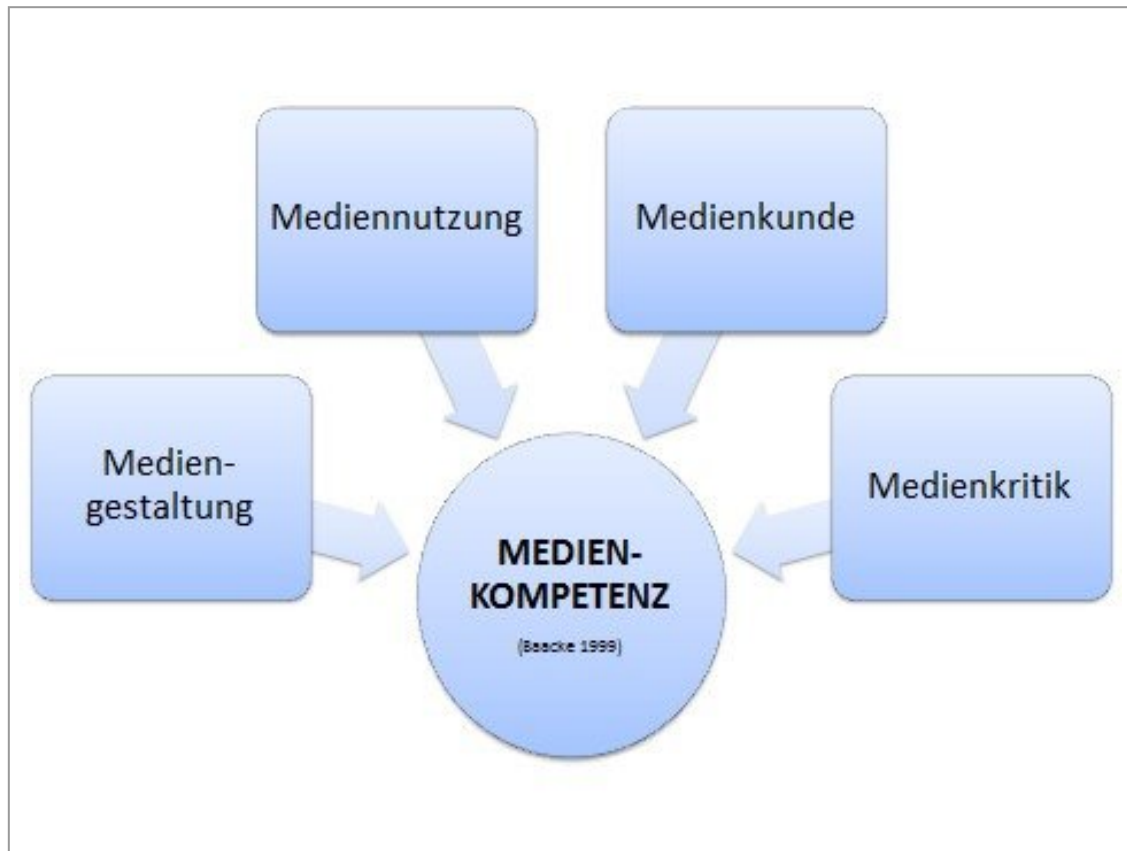 Mediennutzung
Medienkunde
Medien-
gestaltung
Medienkritik
MEDIEN-
KOMPETENZ
(Baacke 1999)